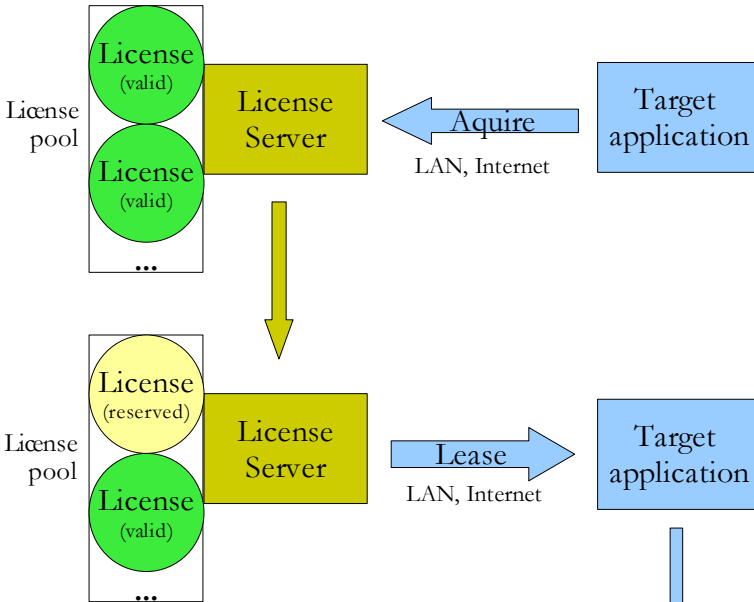 License
(valid)
License
pool
License
(valid)
...
License
Server
Aquire
LAN, Internet
Target
application
License
(reserved)
License
pool
License
(valid)
...
License
Server
Lease
LAN, Internet
Target
application